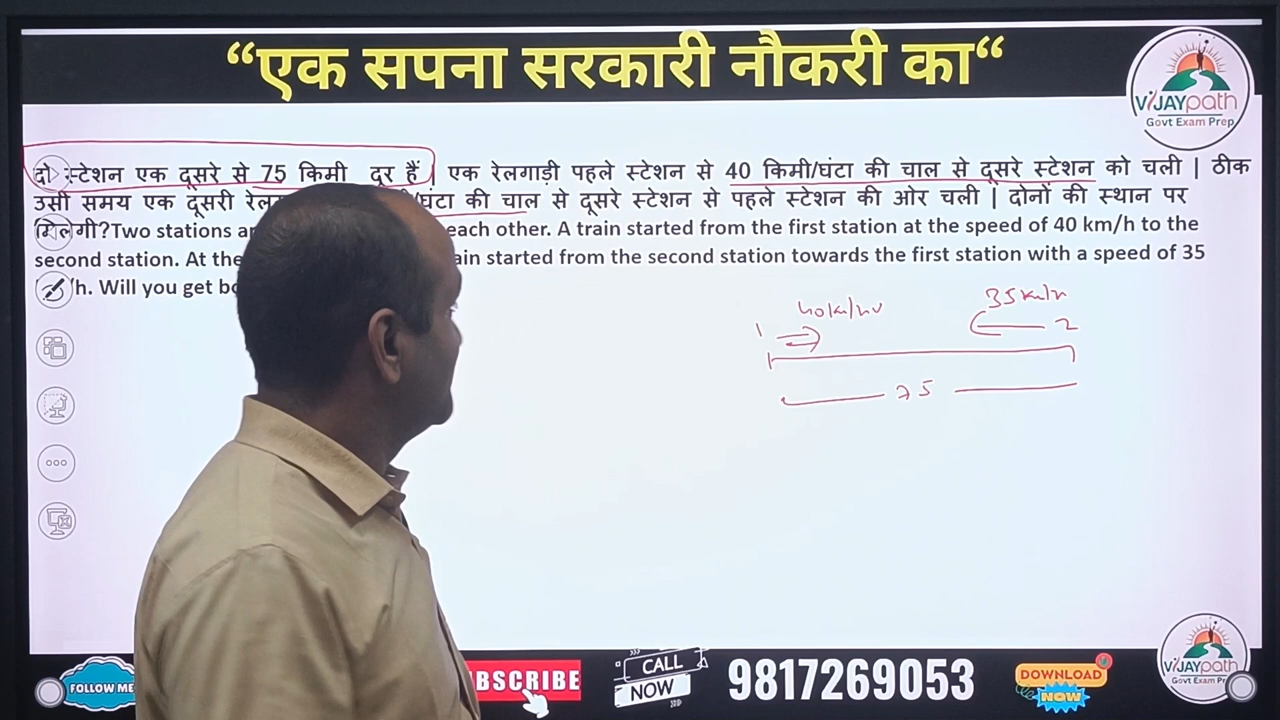 “एक सपना सरकारी नौकरी का“
VIJAYpath
Govt Exam Prep
दो स्टेशन एक दूसरे से 75 किमी दूर हैं | एक रेलगाड़ी पहले स्टेशन से 40 किमी/घंटा की चाल से दूसरे स्टेशन को चली | ठीक
उसी समय एक दूसरी /घंटा की चाल से दूसरे स्टेशन से पहले स्टेशन की ओर चली | दोनों की स्थान पर
मिलेगी?Two stations each other. A train started from the first station at the speed of 40 km/h to the
second station. At the train started from the second station towards the first station with a speed of 35
/h. Will you get
40km/hr
35km/h
1
2
75
FOLLOW ME
SUBSCRIBE
CALL
NOW
9817269053
DOWNLOAD
NOW
VIJAYpath
Govt Exam